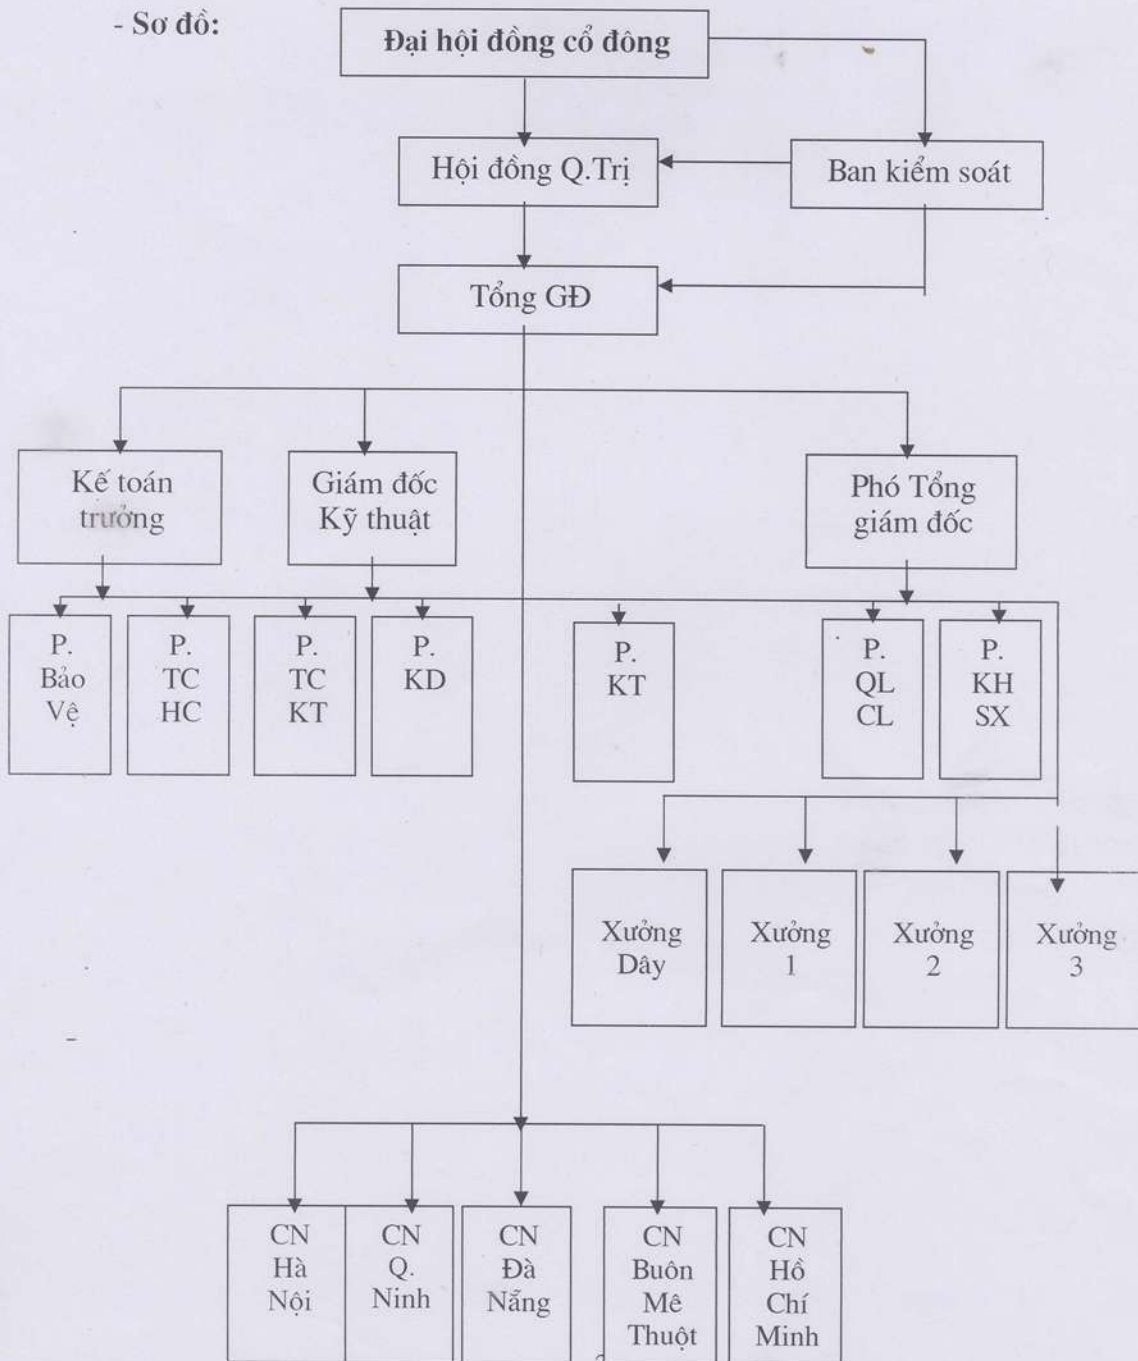 - Sơ đồ:
Đại hội đồng cổ đông
Hội đồng Q.Trị
Ban kiểm soát
Tổng GĐ
Kế toán
trưởng
Giám đốc
Kỹ thuật
Phó Tổng
giám đốc
P.
Bảo
Vệ
P.
TC
HC
P.
TC
KT
P.
KD
P.
KT
P.
QL
CL
P.
KH
SX
Xưởng
Dây
Xưởng
1
Xưởng
2
Xưởng
3
CN
Hà
Nội
CN
Q.
Ninh
CN
Đà
Nẵng
CN
Buôn
Mê
Thuột
CN
Hồ
Chí
Minh